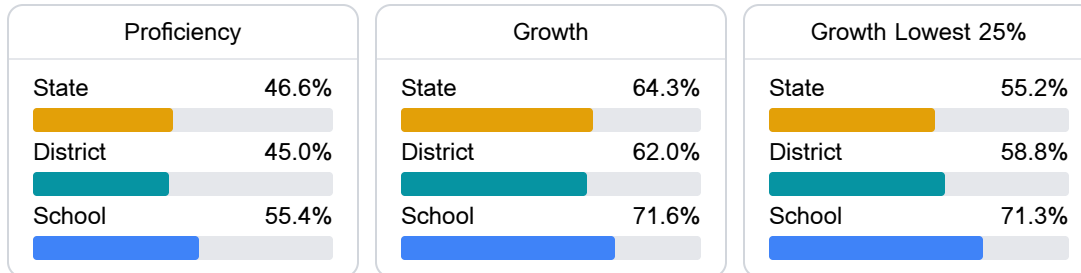 Proficiency
State 46.6%
District 45.0%
School 55.4%
Growth
State 64.3%
District 62.0%
School 71.6%
Growth Lowest 25%
State 55.2%
District 58.8%
School 71.3%